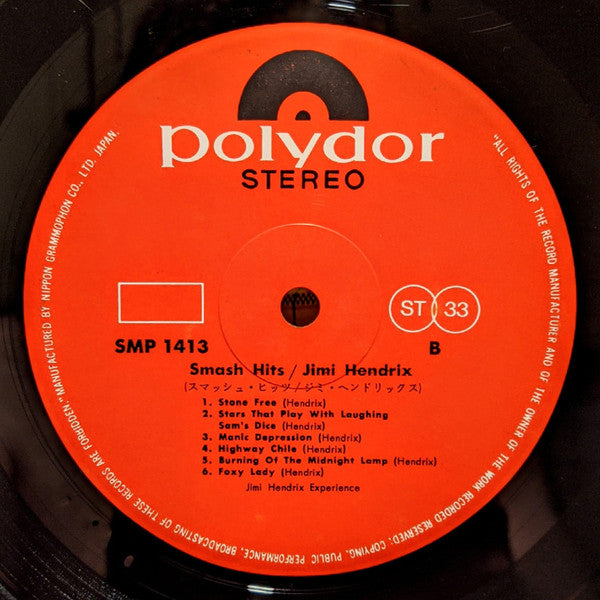 polydor
STEREO
ST 33
SMP 1413
B
Smash Hits / Jimi Hendrix
(スマッシュ・ヒッツ/ジミ・ヘンドリックス)
1. Stone Free (Hendrix)
2. Stars That Play With Laughing
Sam's Dice (Hendrix)
3. Manic Depression (Hendrix)
4. Highway Chile (Hendrix)
5. Burning Of The Midnight Lamp (Hendrix)
6. Foxy Lady (Hendrix)
Jimi Hendrix Experience
"ALL RIGHTS OF THE RECORD MANUFACTURER AND OF THE OWNER OF THE WORK RECORDED RESERVED. COPYING, PUBLIC PERFORMANCE, BROADCASTING OF THESE RECORDS ARE FORBIDDEN." MANUFACTURED BY NIPPON GRAMMOPHON CO., LTD. JAPAN.